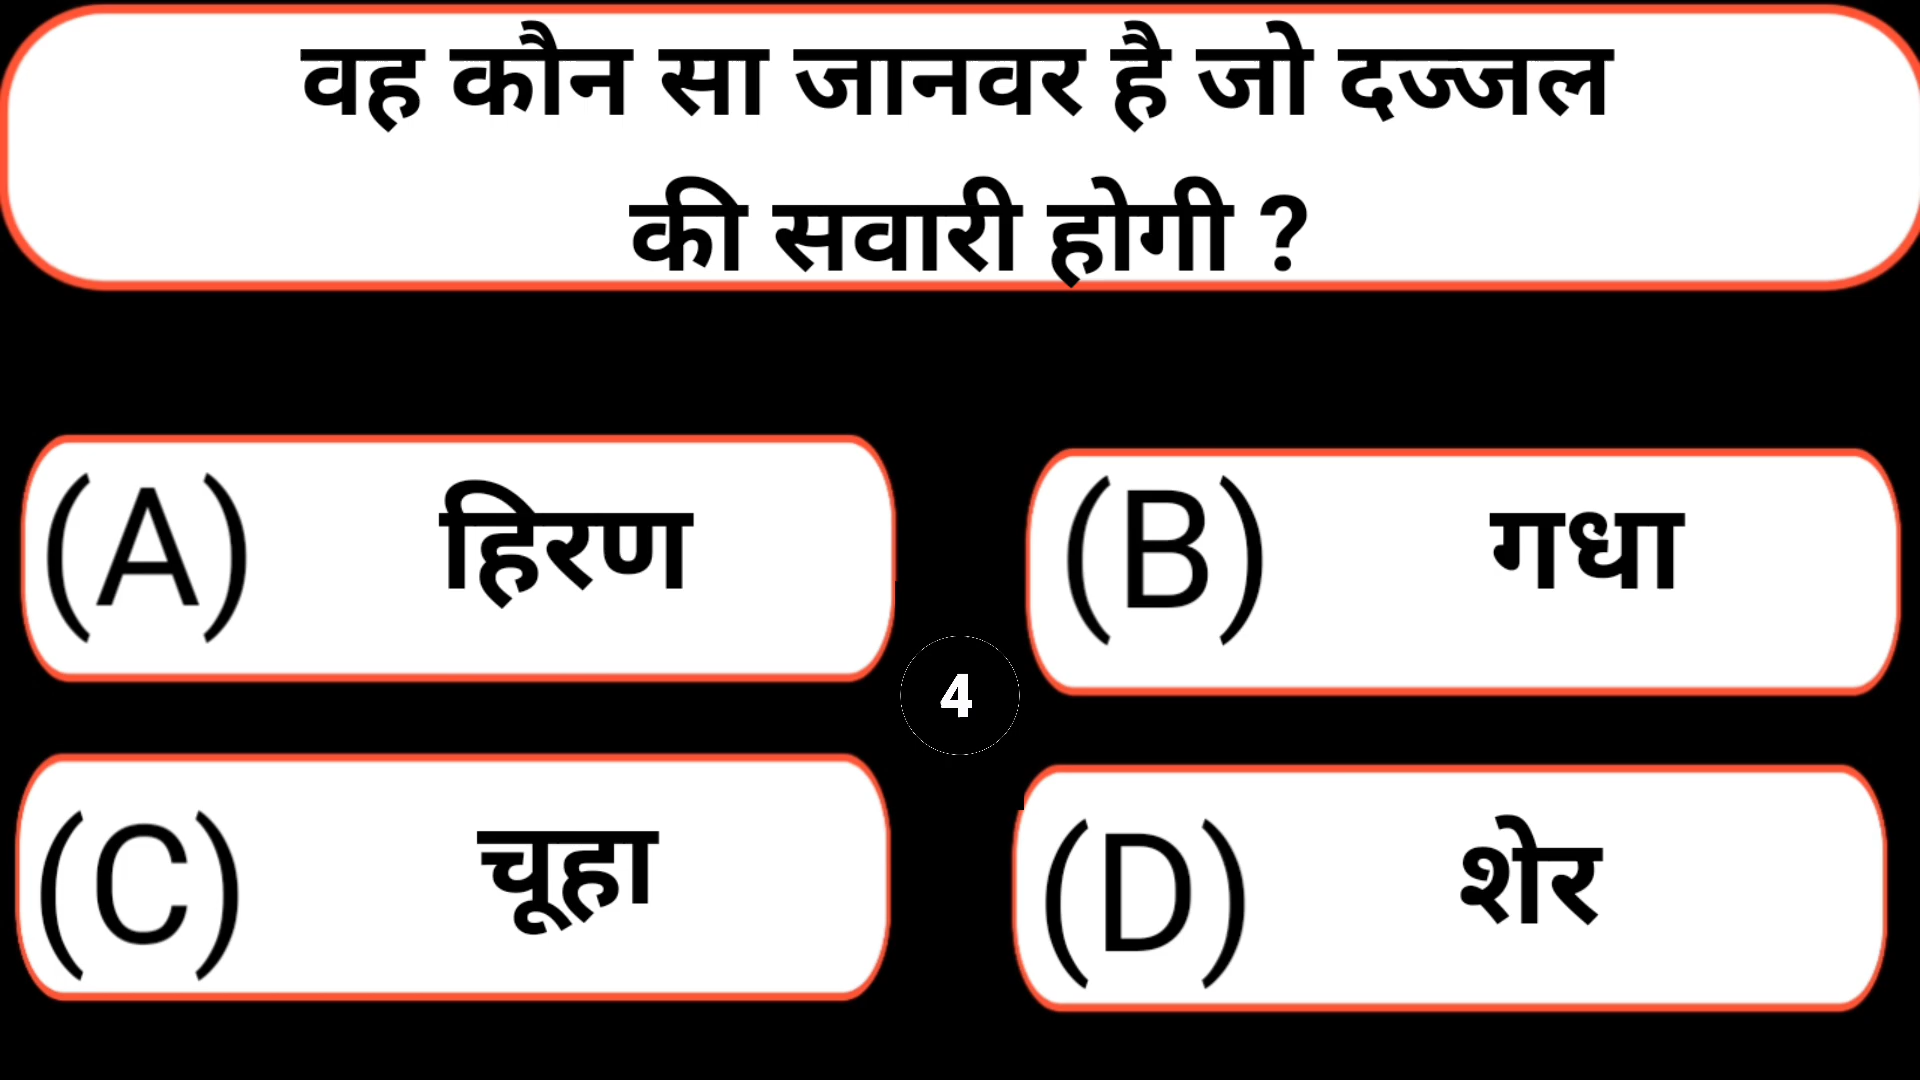 वह कौन सा जानवर है जो दज्जल
की सवारी होगी ?
(A) हिरण
(B) गधा
4
(C) चूहा
(D) शेर